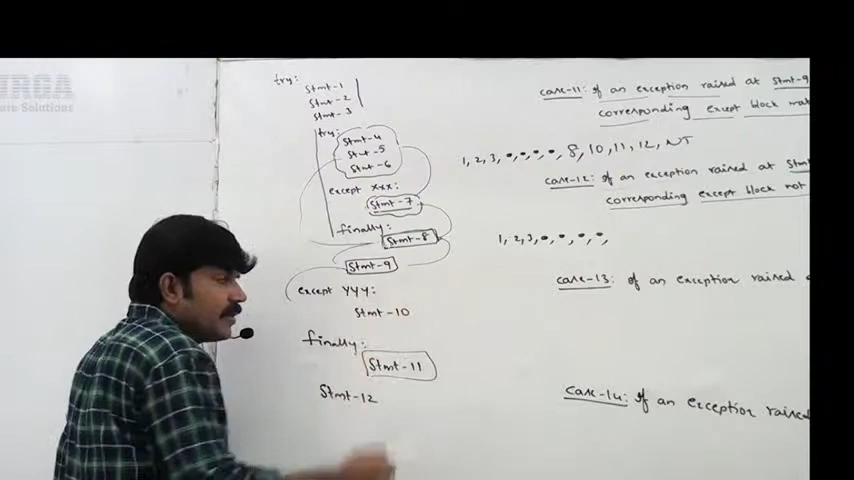 URGA
are Solutions
try:
Stmt-1
Stmt-2
Stmt-3
try:
Stmt-4
Stmt-5
Stmt-6
except xxx:
Stmt-7
finally:
Stmt-8
Stmt-9
except YYY:
Stmt-10
finally:
Stmt-11
Stmt-12
case-11: If an exception raised at Stmt-9
corresponding except block mat
1, 2, 3, •, •, •, •, 8, 10, 11, 12, NT
case-12: If an exception raised at Stmt
corresponding except block not
1, 2, 3, •, •, •, •,
case-13: if an exception raised
case-14: If an exception raised